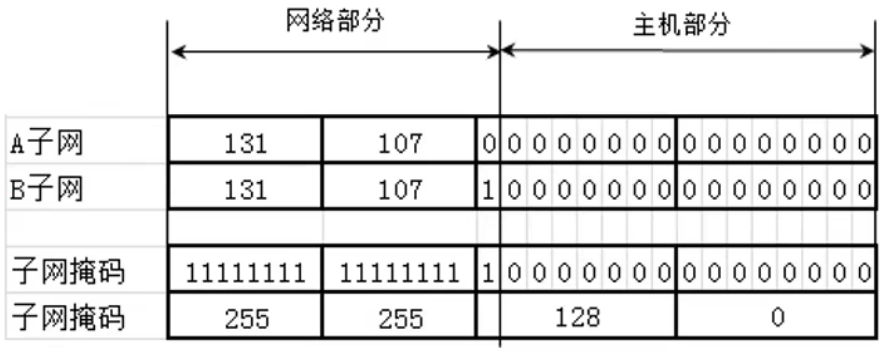 网络部分 主机部分
A子网 131 107 0 0 0 0 0 0 0 0 0 0 0 0 0 0 0 0
B子网 131 107 1 0 0 0 0 0 0 0 0 0 0 0 0 0 0 0
子网掩码 11111111 11111111 1 0 0 0 0 0 0 0 0 0 0 0 0 0 0 0
子网掩码 255 255 128 0